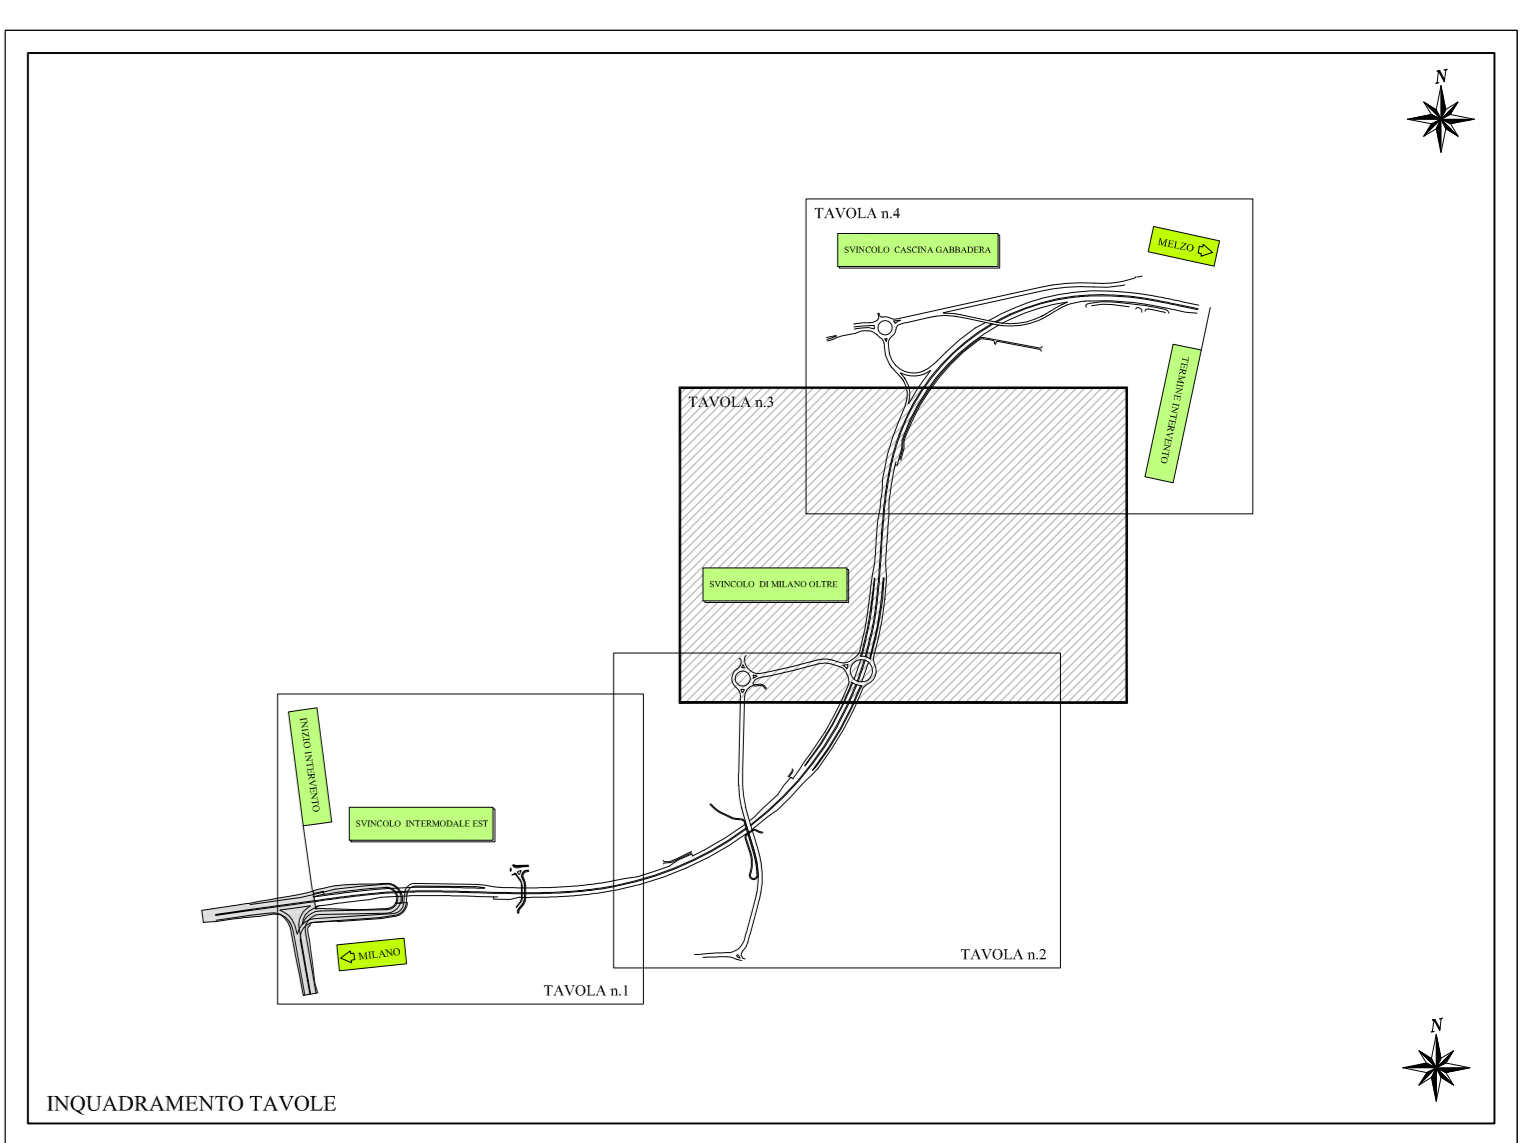 N
TAVOLA n.4
SVINCOLO CASCINA GABBADERA
MELZO
TERMINE INTERVENTO
TAVOLA n.3
SVINCOLO DI MILANO OLTRE
INIZIO INTERVENTO
SVINCOLO INTERMODALE EST
MILANO
TAVOLA n.2
TAVOLA n.1
N
INQUADRAMENTO TAVOLE